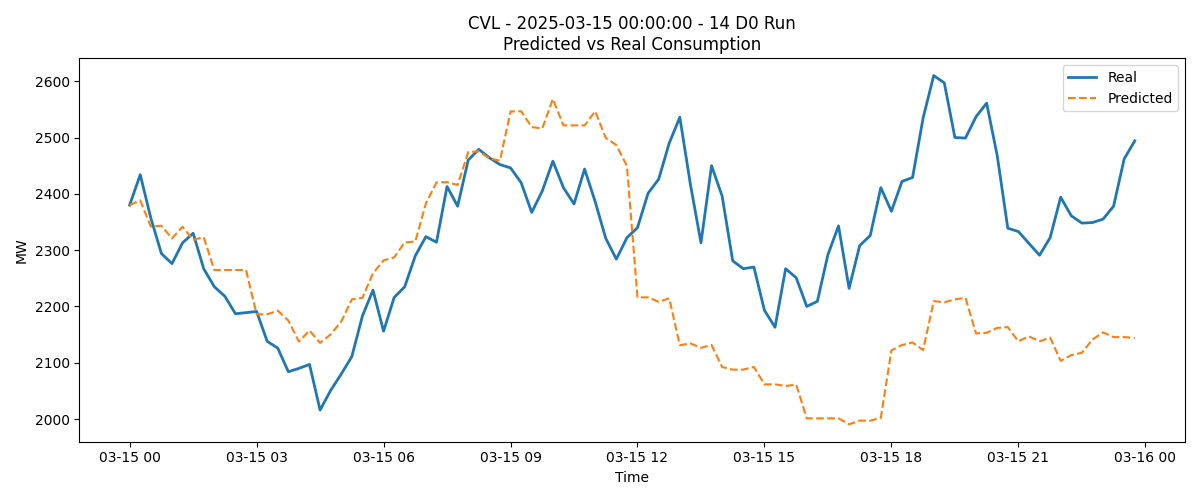 CVL - 2025-03-15 00:00:00 - 14 D0 Run
Predicted vs Real Consumption
Real
Predicted
MW
2600
2500
2400
2300
2200
2100
2000
03-15 00
03-15 03
03-15 06
03-15 09
03-15 12
03-15 15
03-15 18
03-15 21
03-16 00
Time